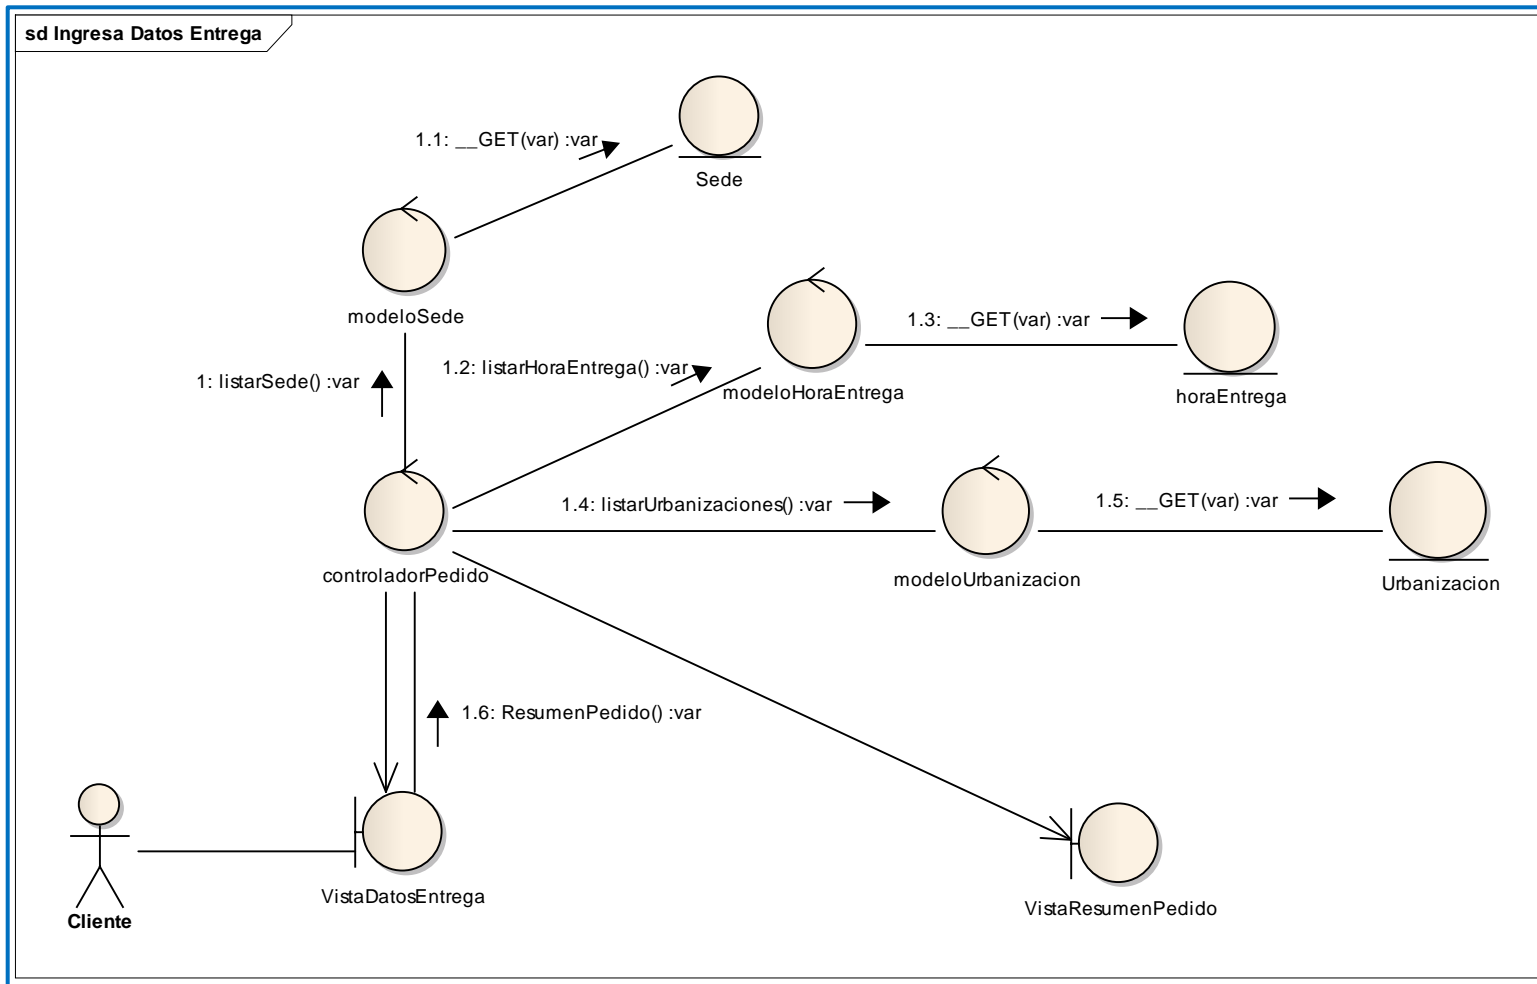 sd Ingresa Datos Entrega
1.1: __GET(var) :var
Sede
modeloSede
1.3: __GET(var) :var
1.2: listarHoraEntrega() :var
1: listarSede() :var
modeloHoraEntrega
horaEntrega
1.4: listarUrbanizaciones() :var
1.5: __GET(var) :var
controladorPedido
modeloUrbanizacion
Urbanizacion
1.6: ResumenPedido() :var
VistaDatosEntrega
VistaResumenPedido
Cliente